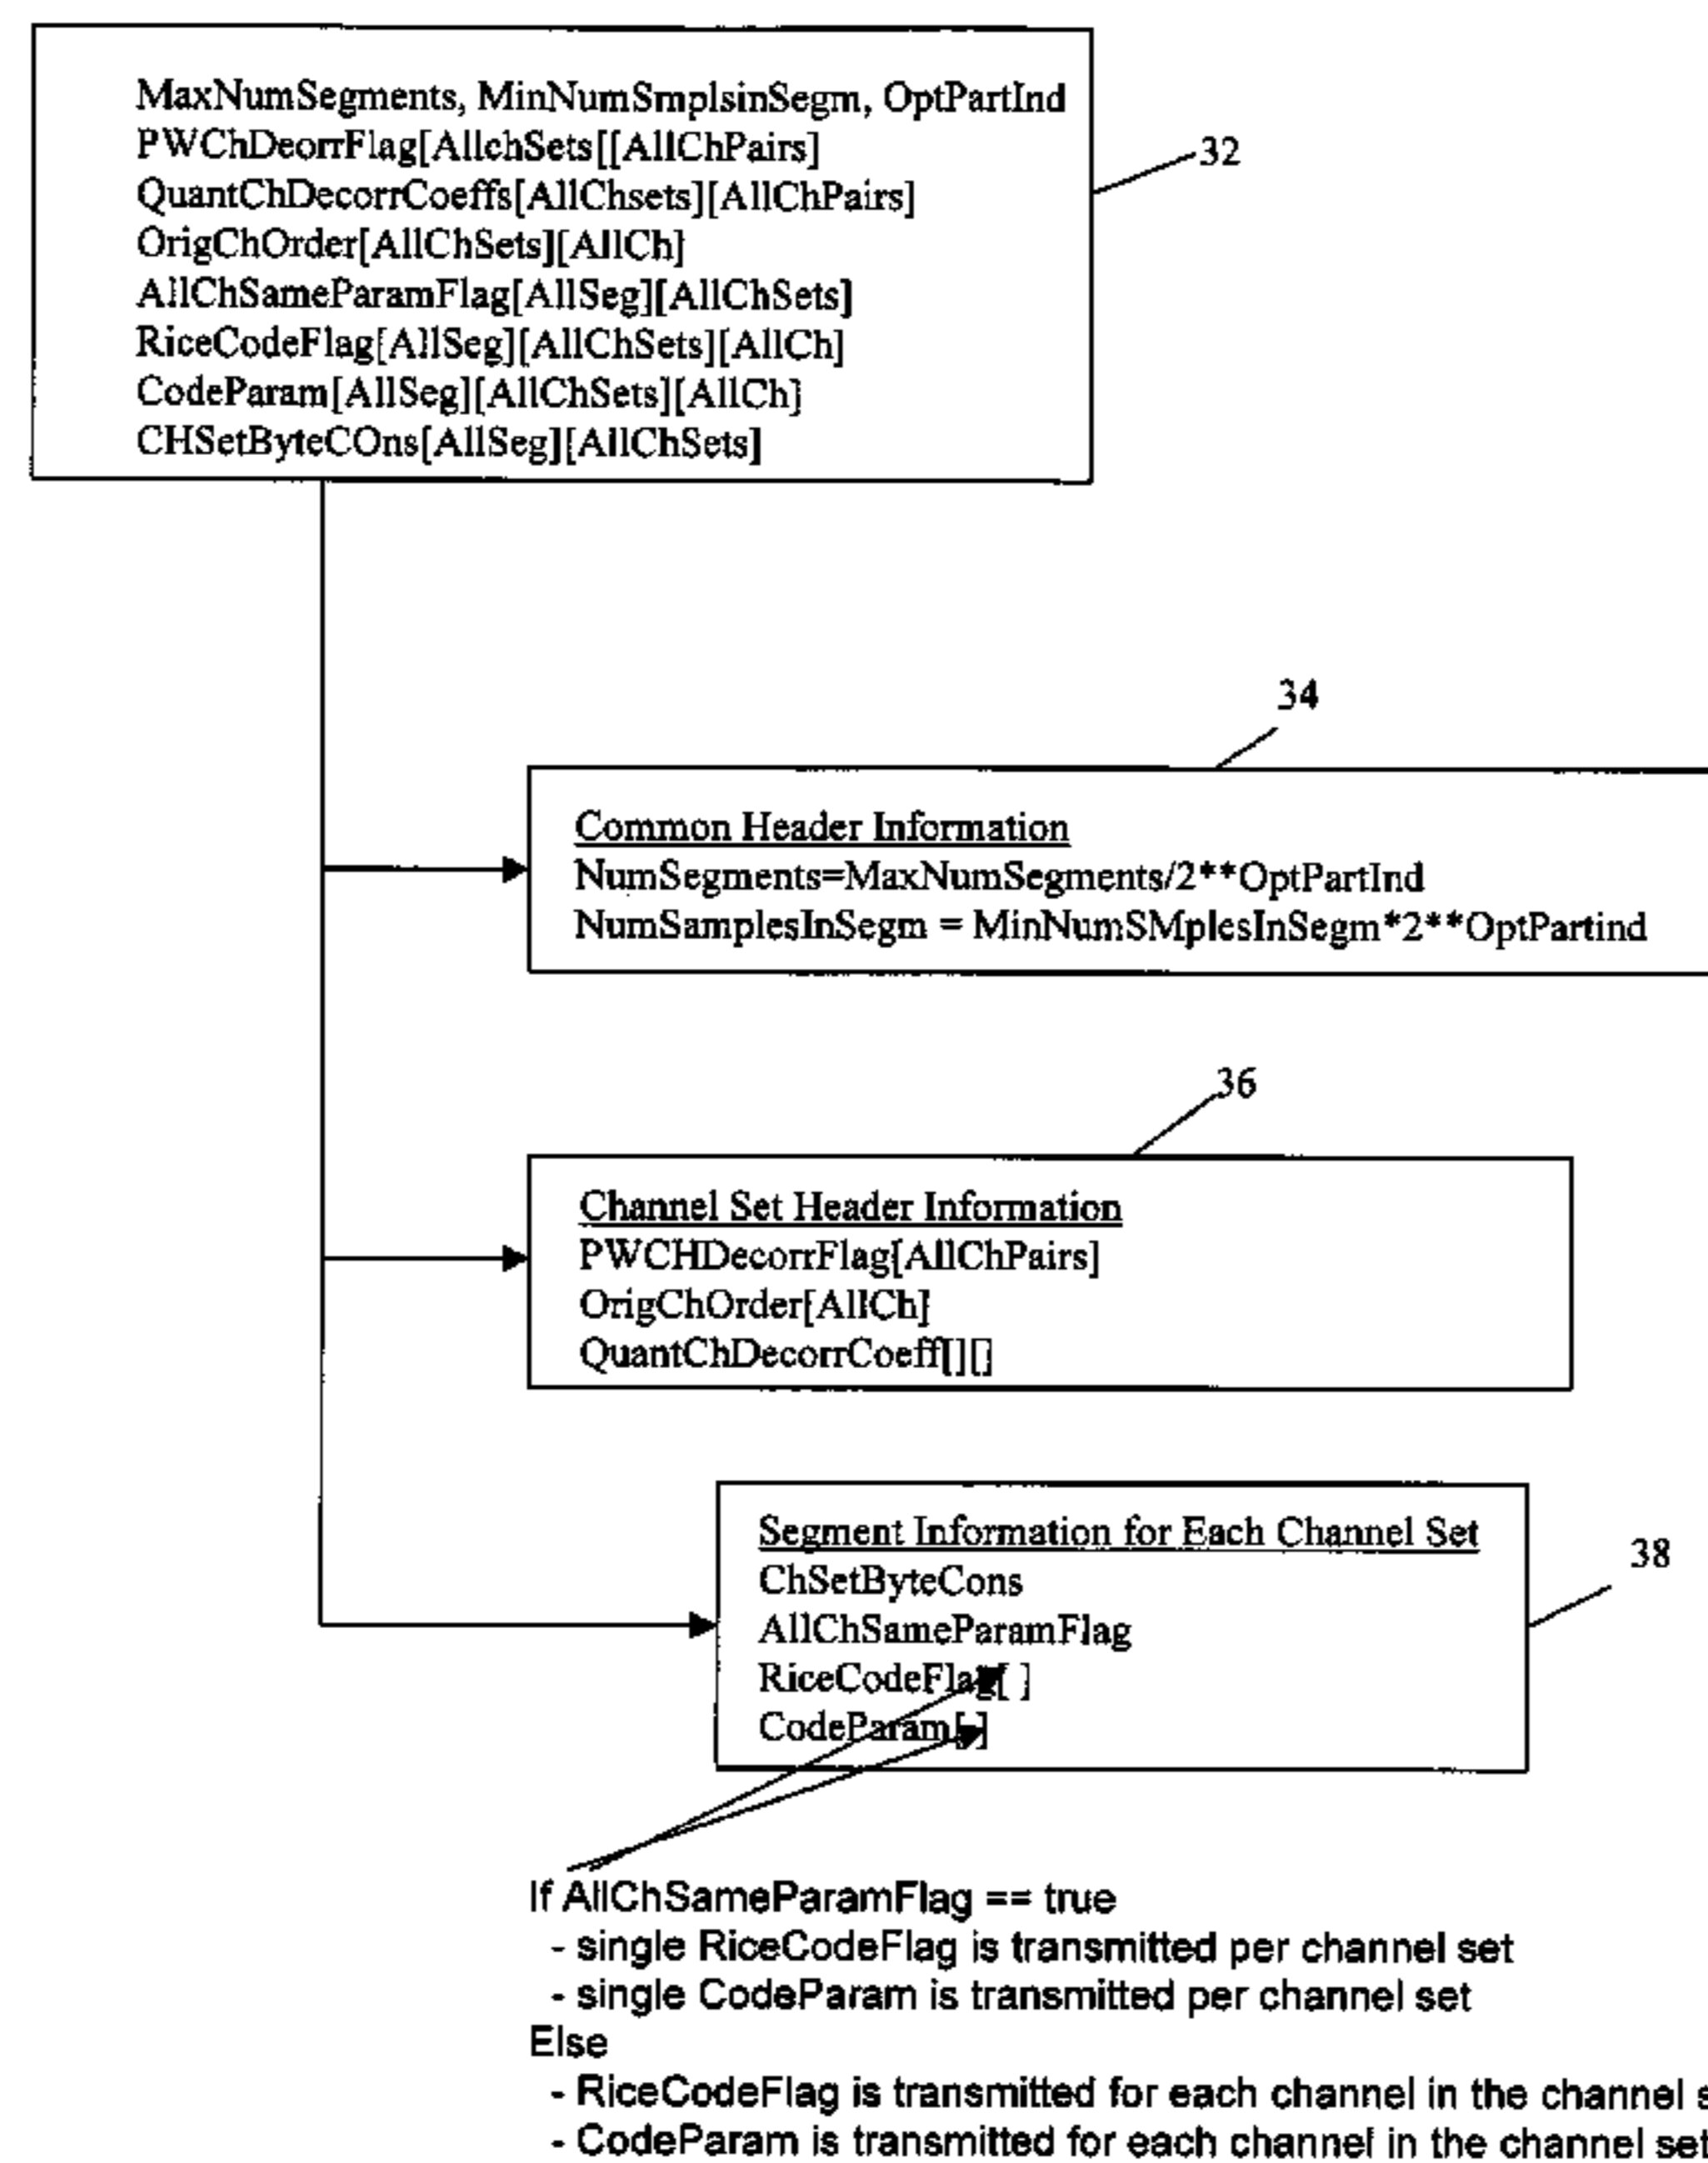 MaxNumSegments, MinNumSmplsinSegm, OptPartInd
PWChDeorrFlag[AllchSets[[AllChPairs]
QuantChDecorrCoeffs[AllChsets][AllChPairs]
OrigChOrder[AllChSets][AllCh]
AllChSameParamFlag[AllSeg][AllChSets]
RiceCodeFlag[AllSeg][AllChSets][AllCh]
CodeParam[AllSeg][AllChSets][AllCh]
CHSetByteCOns[AllSeg][AllChSets]
32
34
Common Header Information
NumSegments=MaxNumSegments/2**OptPartInd
NumSamplesInSegm = MinNumSMplesInSegm*2**OptPartind
36
Channel Set Header Information
PWCHDecorrFlag[AllChPairs]
OrigChOrder[AllCh]
QuantChDecorrCoeff[][]
Segment Information for Each Channel Set
38
ChSetByteCons
AllChSameParamFlag
RiceCodeFlag[ ]
CodeParam[ ]
If AllChSameParamFlag == true
- single RiceCodeFlag is transmitted per channel set
- single CodeParam is transmitted per channel set
Else
- RiceCodeFlag is transmitted for each channel in the channel
- CodeParam is transmitted for each channel in the channel set